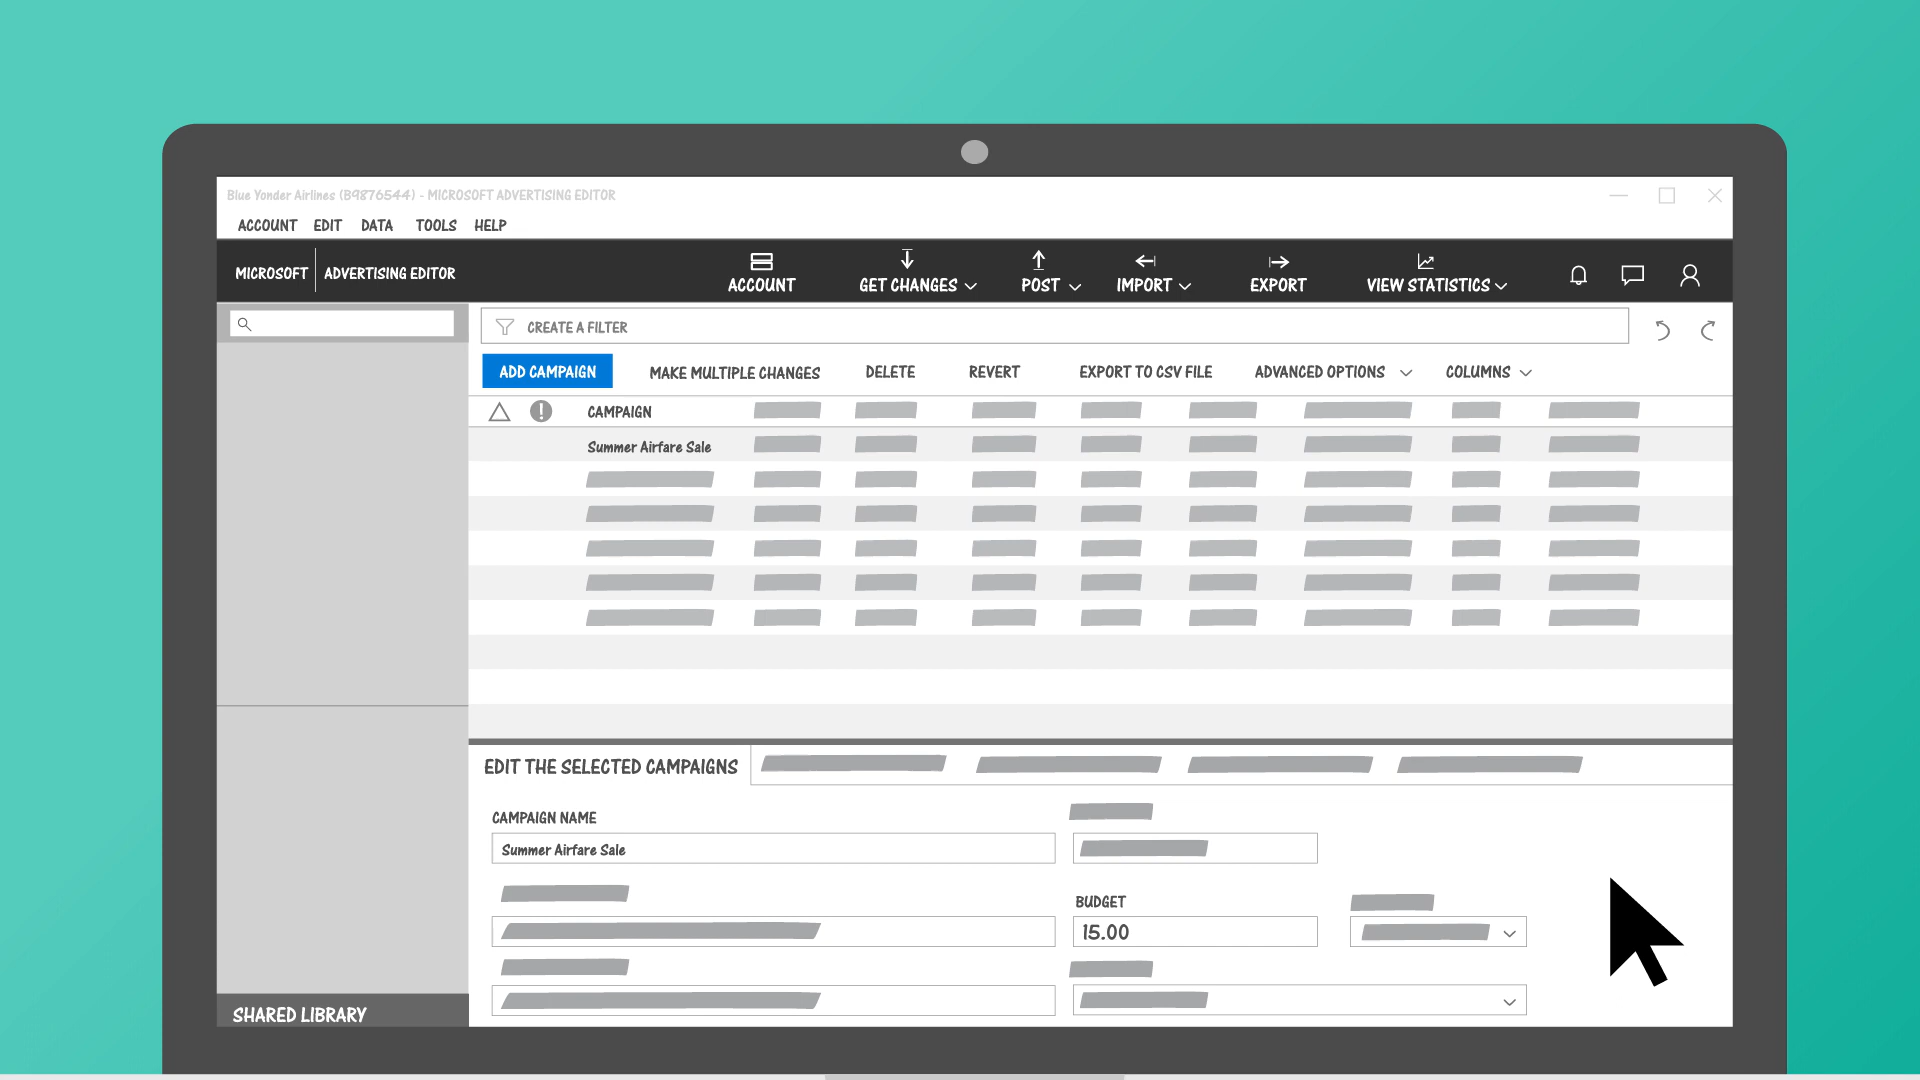 Blue Yonder Airlines (B9876544) - MICROSOFT ADVERTISING EDITOR
ACCOUNT EDIT DATA TOOLS HELP
MICROSOFT ADVERTISING EDITOR
ACCOUNT GET CHANGES POST IMPORT EXPORT VIEW STATISTICS
CREATE A FILTER
ADD CAMPAIGN MAKE MULTIPLE CHANGES DELETE REVERT EXPORT TO CSV FILE ADVANCED OPTIONS COLUMNS
CAMPAIGN
Summer Airfare Sale
EDIT THE SELECTED CAMPAIGNS
CAMPAIGN NAME
Summer Airfare Sale
BUDGET
15.00
SHARED LIBRARY